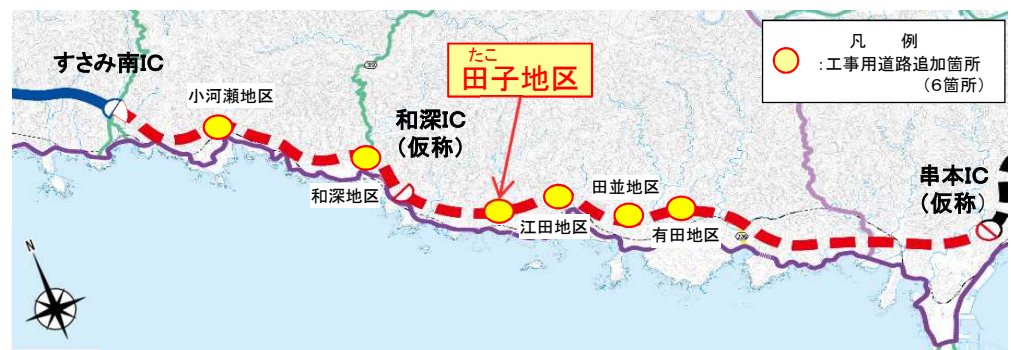 すさみ南IC
小河瀬地区
和深IC
（仮称）
和深地区
たこ
田子地区
江田地区
田並地区
有田地区
串本IC
（仮称）
凡　例
：工事用道路追加箇所
（６箇所）
N